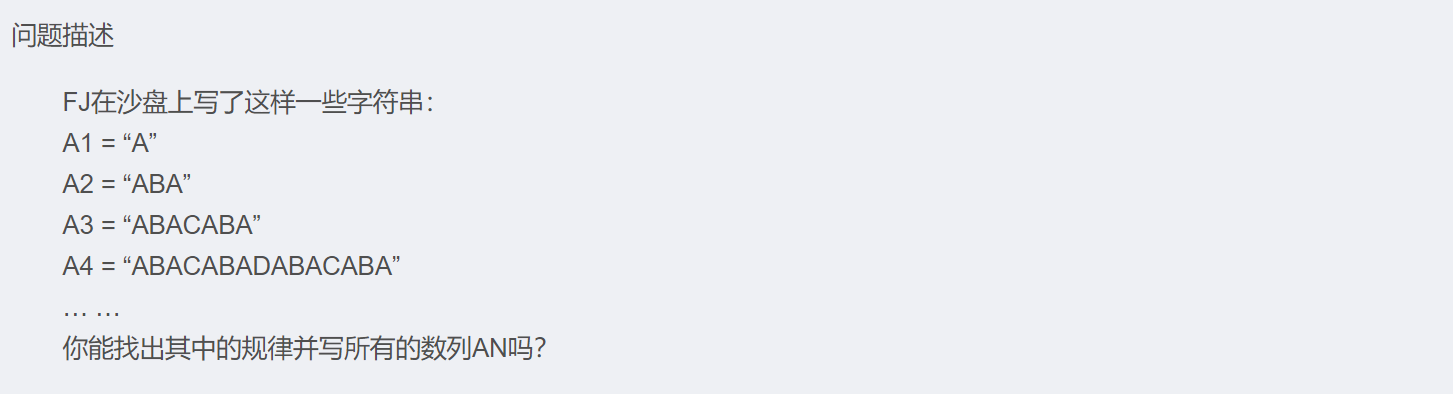 问题描述
FJ在沙盘上写了这样一些字符串：
A1 = “A”
A2 = “ABA”
A3 = “ABACABA”
A4 = “ABACABADABACABA”
… …
你能找出其中的规律并写所有的数列AN吗？